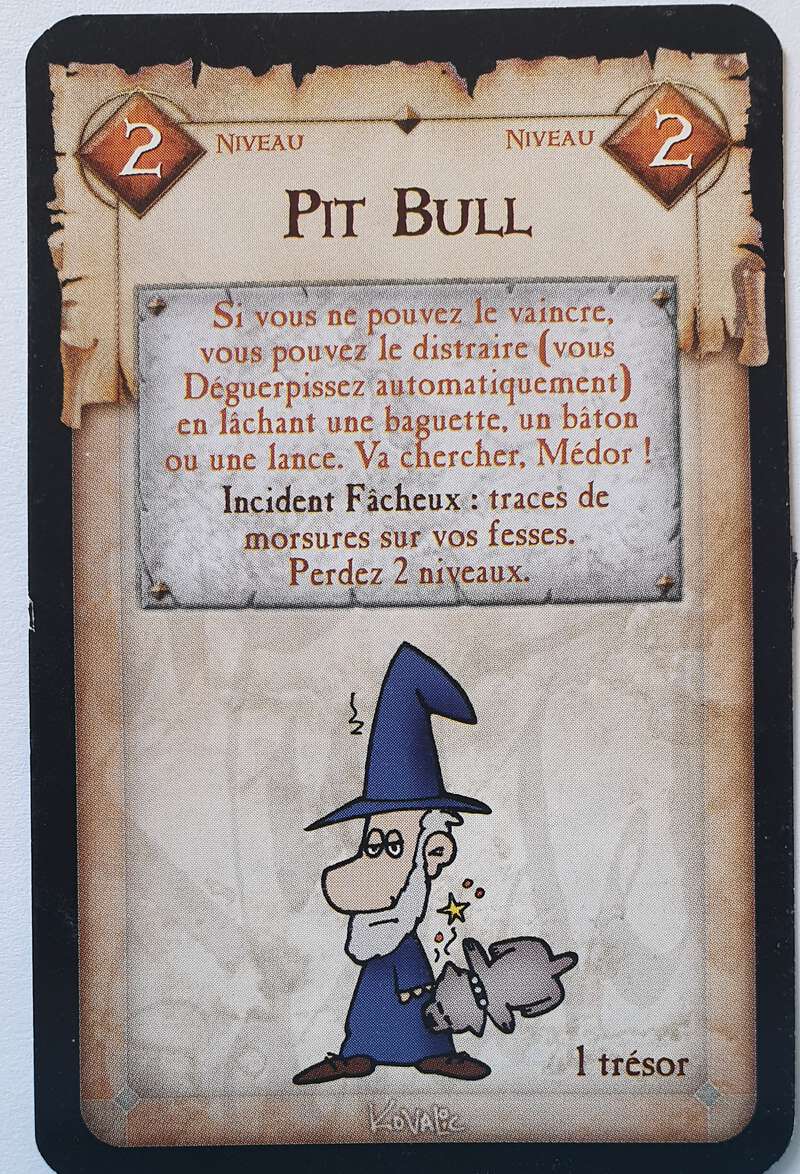 2 Niveau Niveau 2
Pit Bull
Si vous ne pouvez le vaincre,
vous pouvez le distraire (vous
Déguerpissez automatiquement)
en lâchant une baguette, un bâton
ou une lance. Va chercher, Médor !
Incident Fâcheux : traces de
morsures sur vos fesses.
Perdez 2 niveaux.
1 trésor
Kovalic